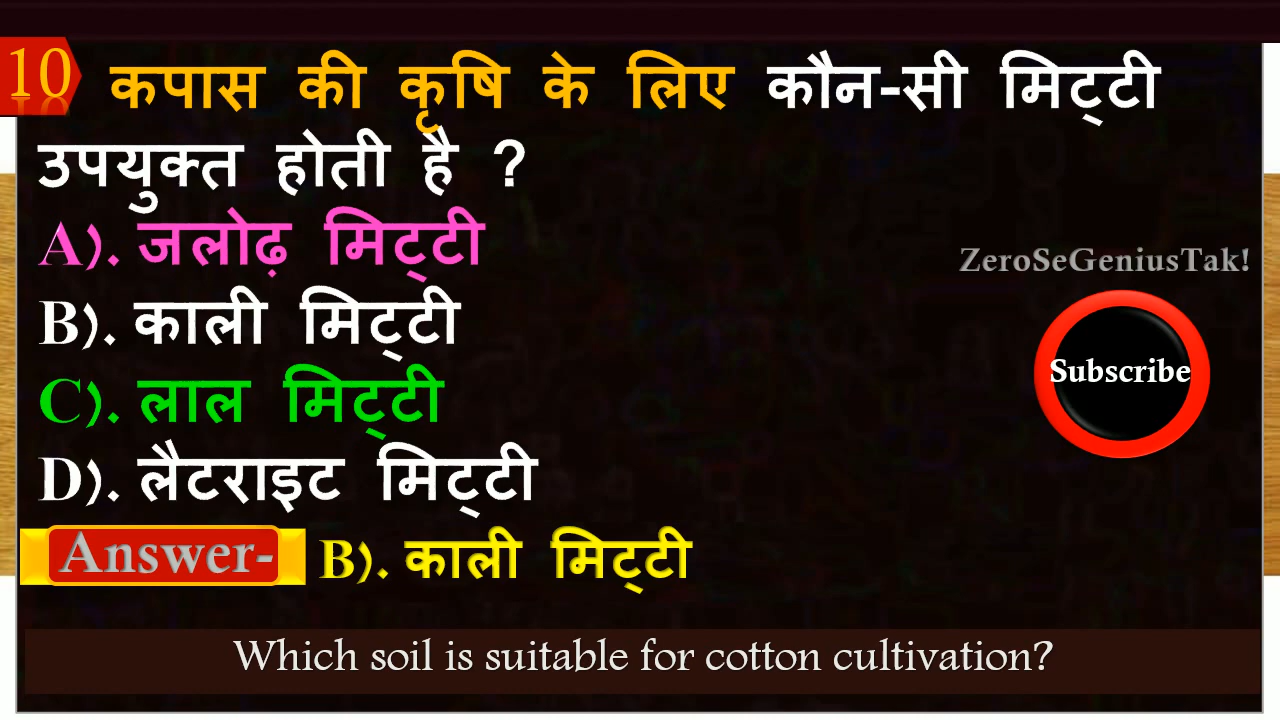 10 कपास की कृषि के लिए कौन-सी मिट्टी
उपयुक्त होती है ?
A). जलोढ़ मिट्टी
ZeroSeGeniusTak!
B). काली मिट्टी
Subscribe
C). लाल मिट्टी
D). लैटराइट मिट्टी
Answer- B). काली मिट्टी
Which soil is suitable for cotton cultivation?